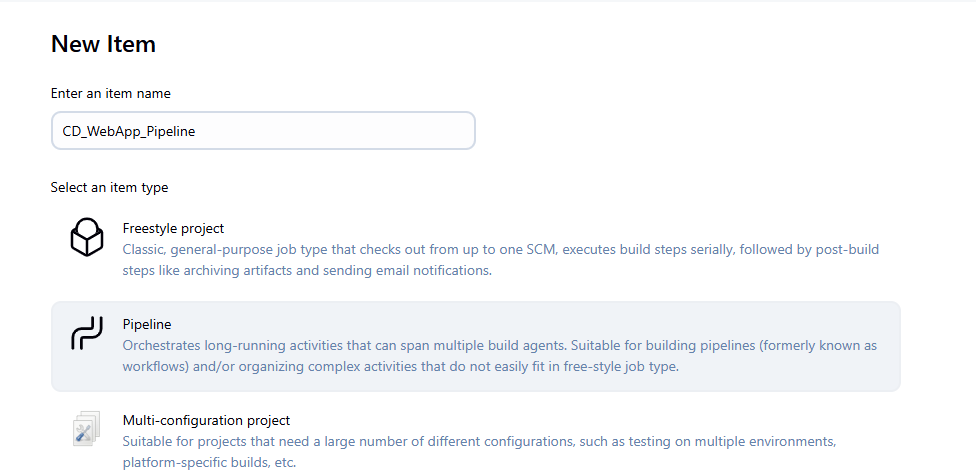 New Item
Enter an item name
CD_WebApp_Pipeline
Select an item type
Freestyle project
Classic, general-purpose job type that checks out from up to one SCM, executes build steps serially, followed by post-build
steps like archiving artifacts and sending email notifications.
Pipeline
Orchestrates long-running activities that can span multiple build agents. Suitable for building pipelines (formerly known as
workflows) and/or organizing complex activities that do not easily fit in free-style job type.
Multi-configuration project
Suitable for projects that need a large number of different configurations, such as testing on multiple environments,
platform-specific builds, etc.